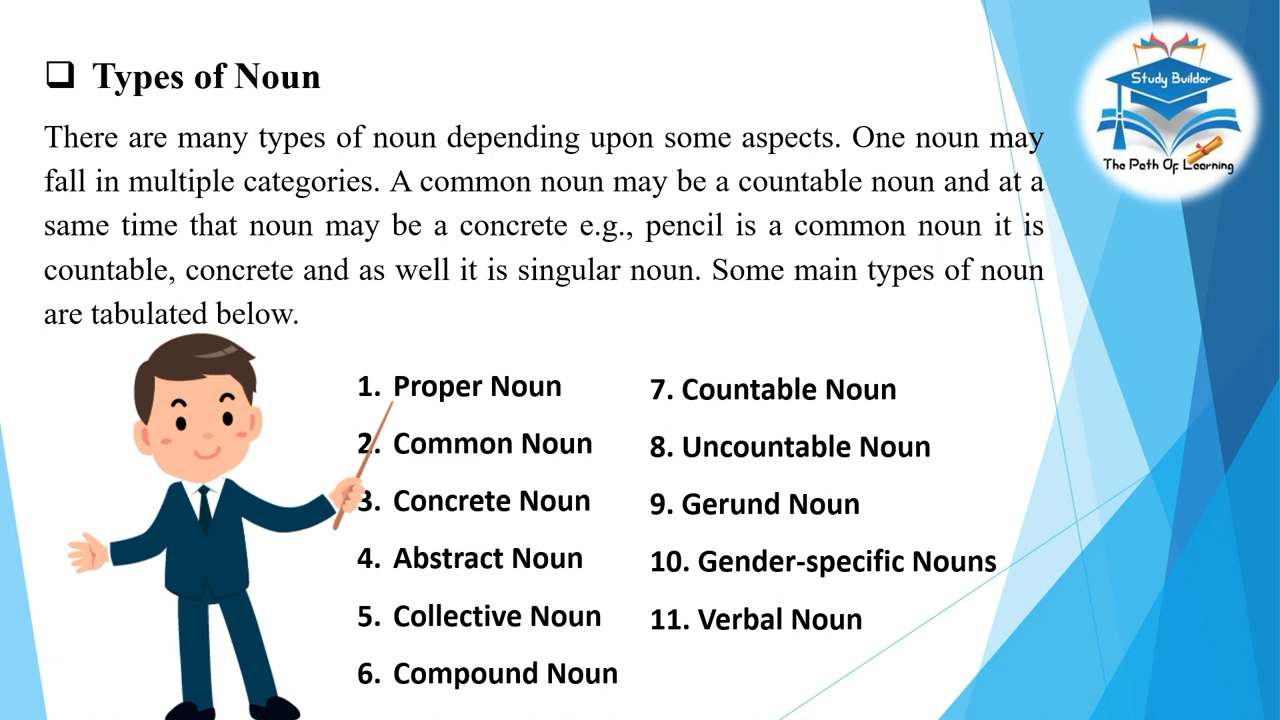 Types of Noun
There are many types of noun depending upon some aspects. One noun may
fall in multiple categories. A common noun may be a countable noun and at a
same time that noun may be a concrete e.g., pencil is a common noun it is
countable, concrete and as well it is singular noun. Some main types of noun
are tabulated below.
1. Proper Noun
2. Common Noun
3. Concrete Noun
4. Abstract Noun
5. Collective Noun
6. Compound Noun
7. Countable Noun
8. Uncountable Noun
9. Gerund Noun
10. Gender-specific Nouns
11. Verbal Noun
Study Builder
The Path Of Learning